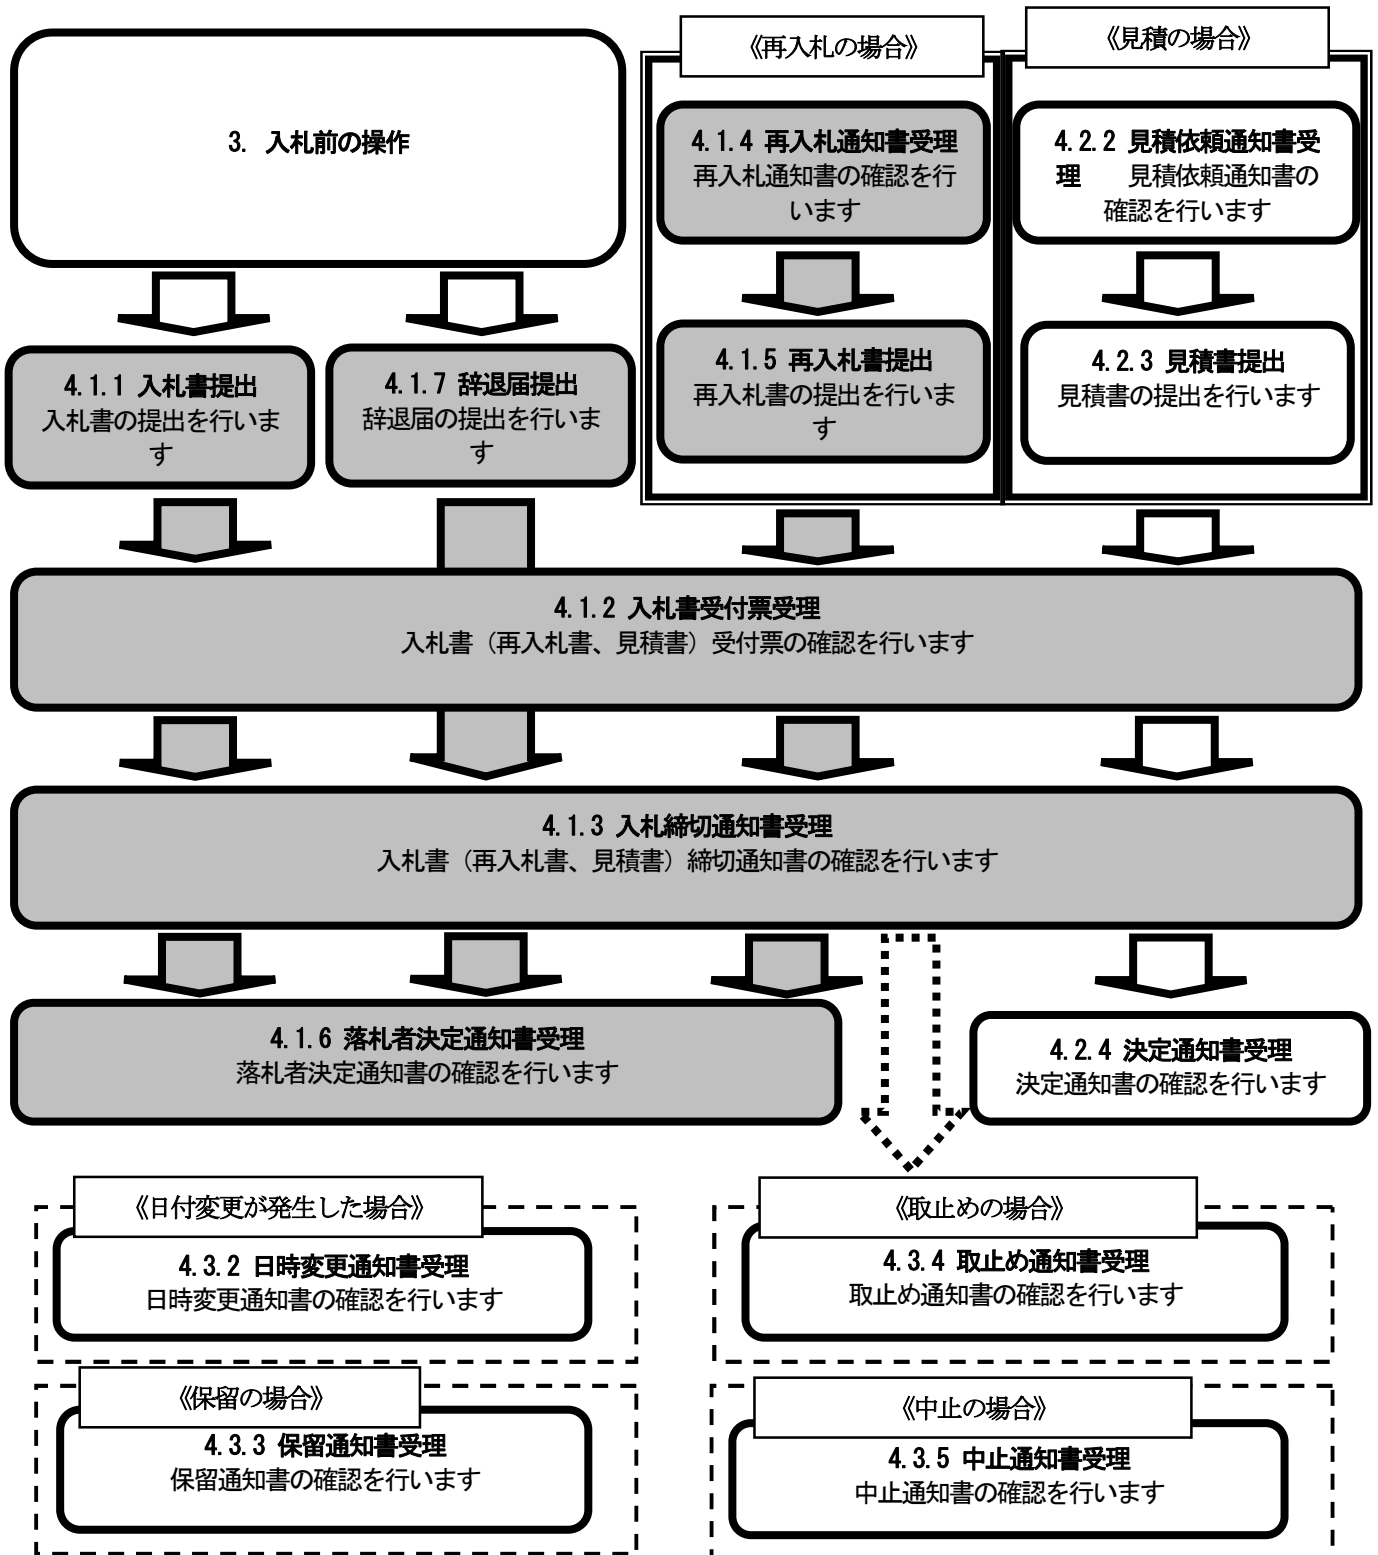 3. 入札前の操作
《再入札の場合》
4.1.4 再入札通知書受理
再入札通知書の確認を行
います
4.1.5 再入札書提出
再入札書の提出を行いま
す
《見積の場合》
4.2.2 見積依頼通知書受
理 見積依頼通知書の
確認を行います
4.2.3 見積書提出
見積書の提出を行います
4.1.1 入札書提出
入札書の提出を行いま
す
4.1.7 辞退届提出
辞退届の提出を行いま
す
4.1.2 入札書受付票受理
入札書（再入札書、見積書）受付票の確認を行います
4.1.3 入札締切通知書受理
入札書（再入札書、見積書）締切通知書の確認を行います
4.1.6 落札者決定通知書受理
落札者決定通知書の確認を行います
4.2.4 決定通知書受理
決定通知書の確認を行います
《日付変更が発生した場合》
4.3.2 日時変更通知書受理
日時変更通知書の確認を行います
《取止めの場合》
4.3.4 取止め通知書受理
取止め通知書の確認を行います
《保留の場合》
4.3.3 保留通知書受理
保留通知書の確認を行います
《中止の場合》
4.3.5 中止通知書受理
中止通知書の確認を行います